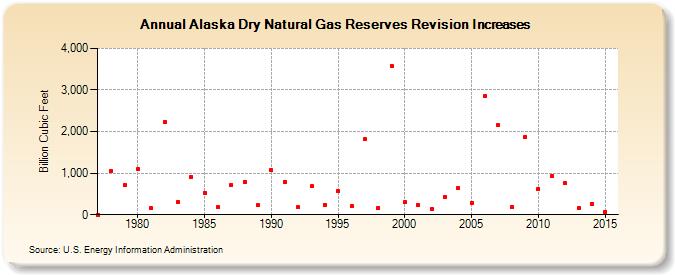 Annual Alaska Dry Natural Gas Reserves Revision Increases
Billion Cubic Feet
4,000
3,000
2,000
1,000
0
1980 1985 1990 1995 2000 2005 2010 2015
Source: U.S. Energy Information Administration